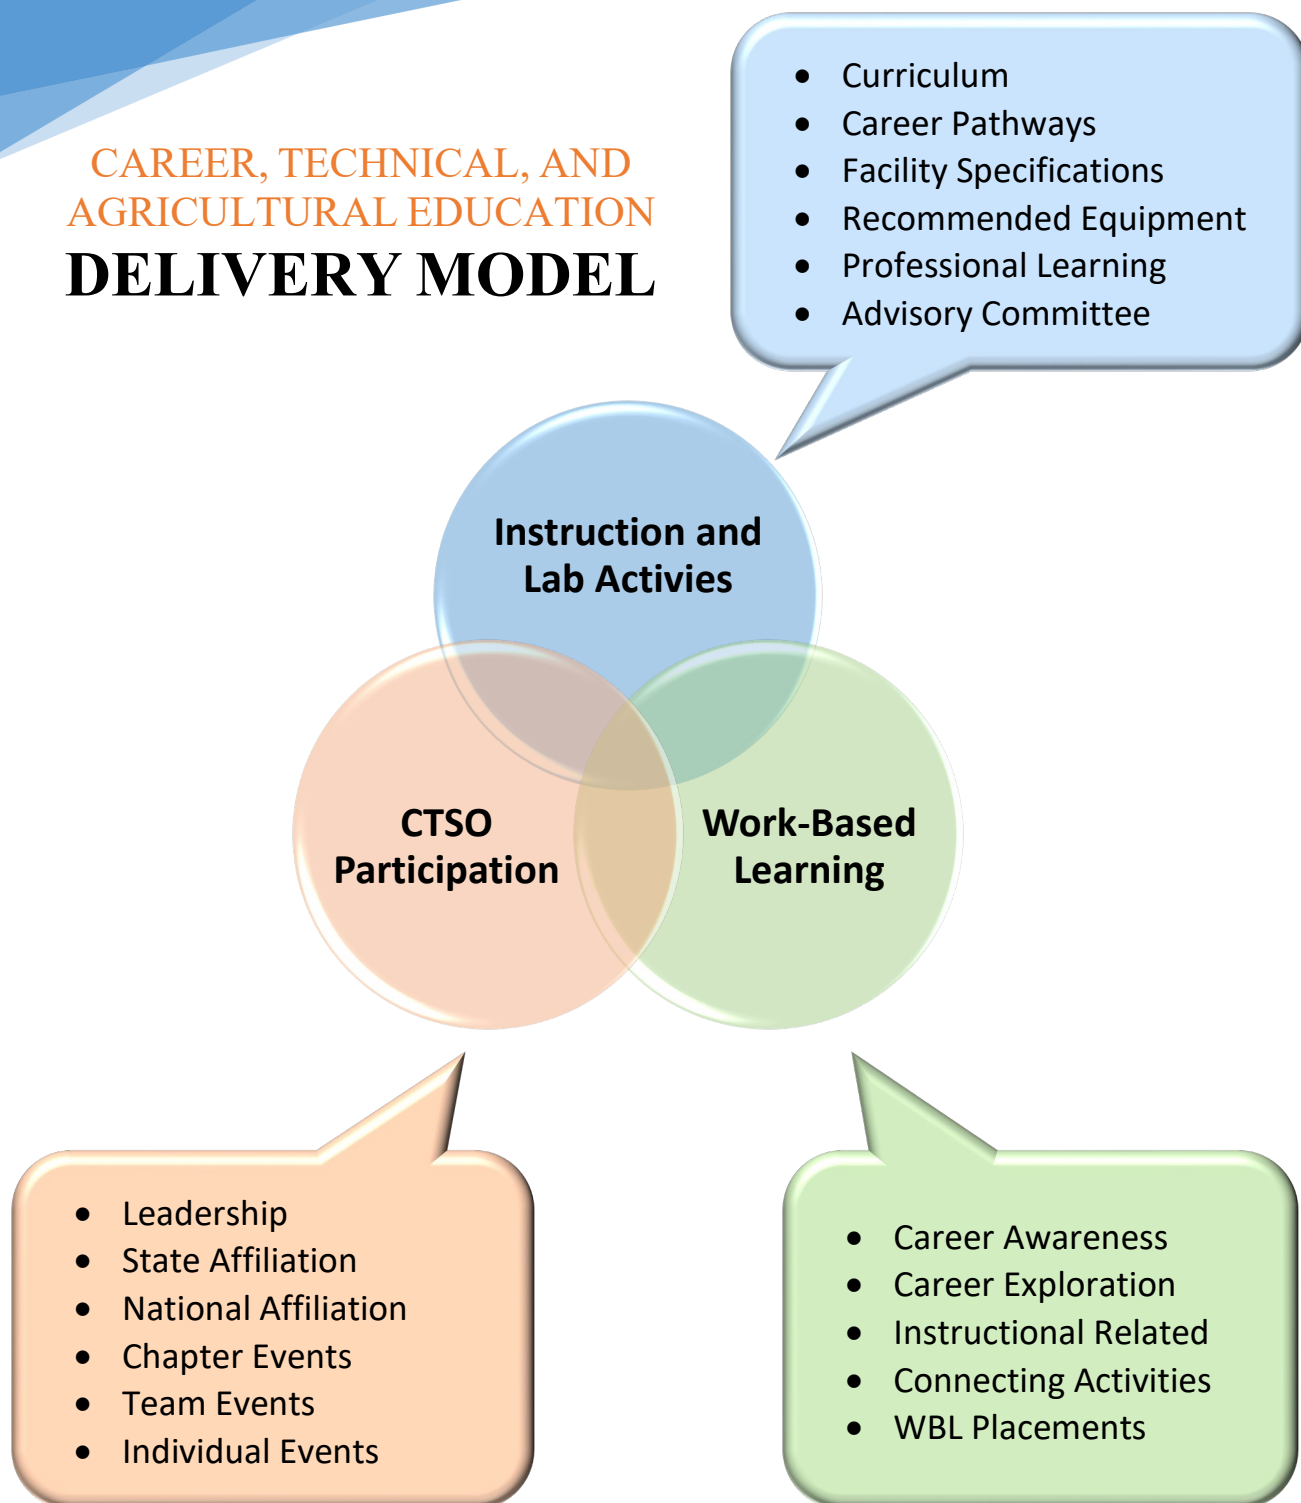 CAREER, TECHNICAL, AND
AGRICULTURAL EDUCATION
DELIVERY MODEL
• Curriculum
• Career Pathways
• Facility Specifications
• Recommended Equipment
• Professional Learning
• Advisory Committee
Instruction and
Lab Activies
CTSO
Participation
Work-Based
Learning
• Leadership
• State Affiliation
• National Affiliation
• Chapter Events
• Team Events
• Individual Events
• Career Awareness
• Career Exploration
• Instructional Related
• Connecting Activities
• WBL Placements